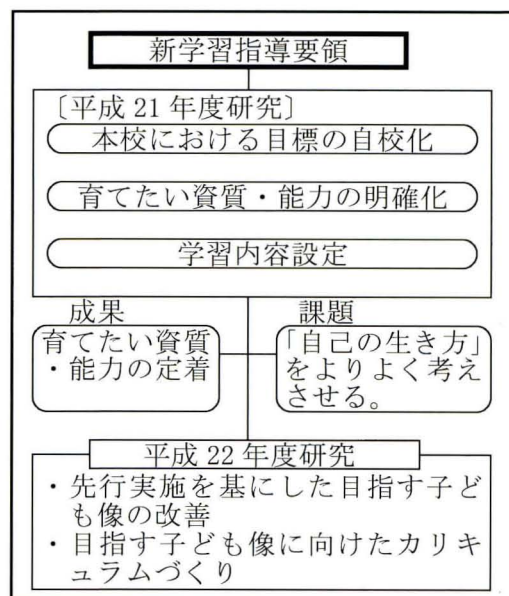 新学習指導要領
〔平成21年度研究〕
本校における目標の自校化
育てたい資質・能力の明確化
学習内容設定
成果
育てたい資質
・能力の定着
課題
「自己の生き方」
をよりよく考え
させる。
平成22年度研究
・先行実施を基にした目指す子ど
も像の改善
・目指す子ども像に向けたカリキ
ュラムづくり